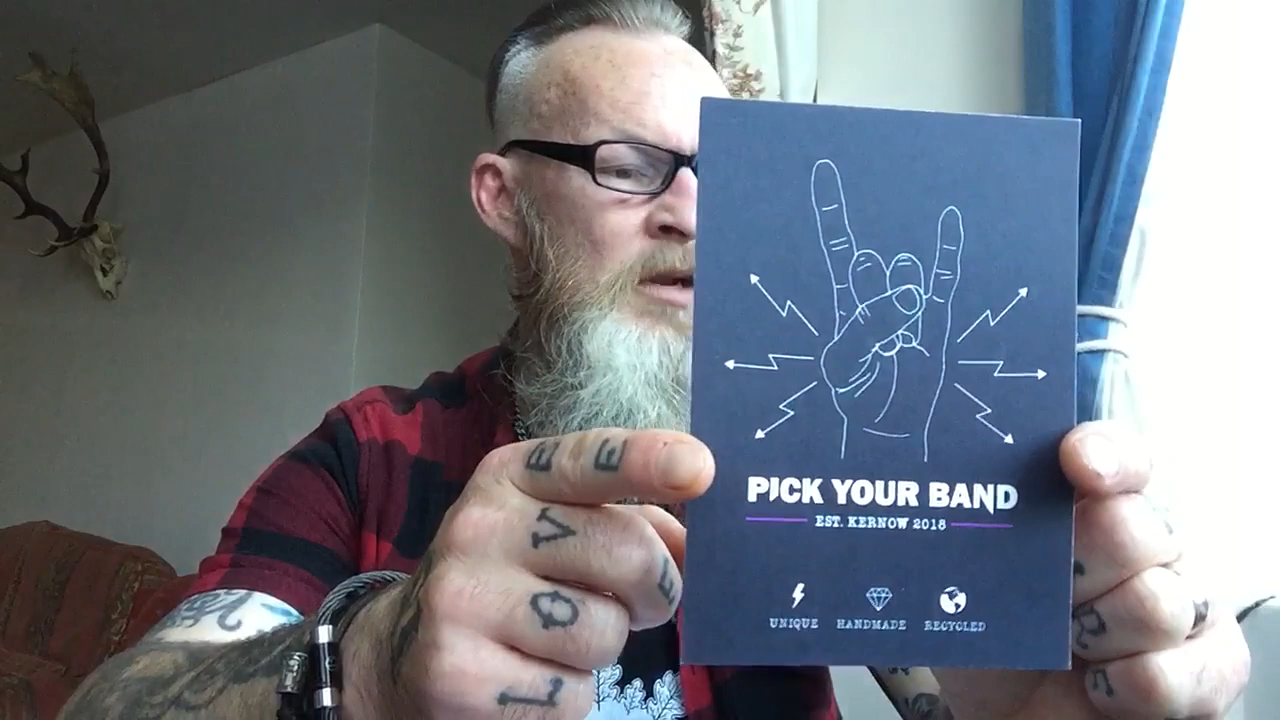 PICK YOUR BAND
EST. KERNOW 2018
UNIQUE HANDMADE RECYCLED
E E
V E
O
L
R